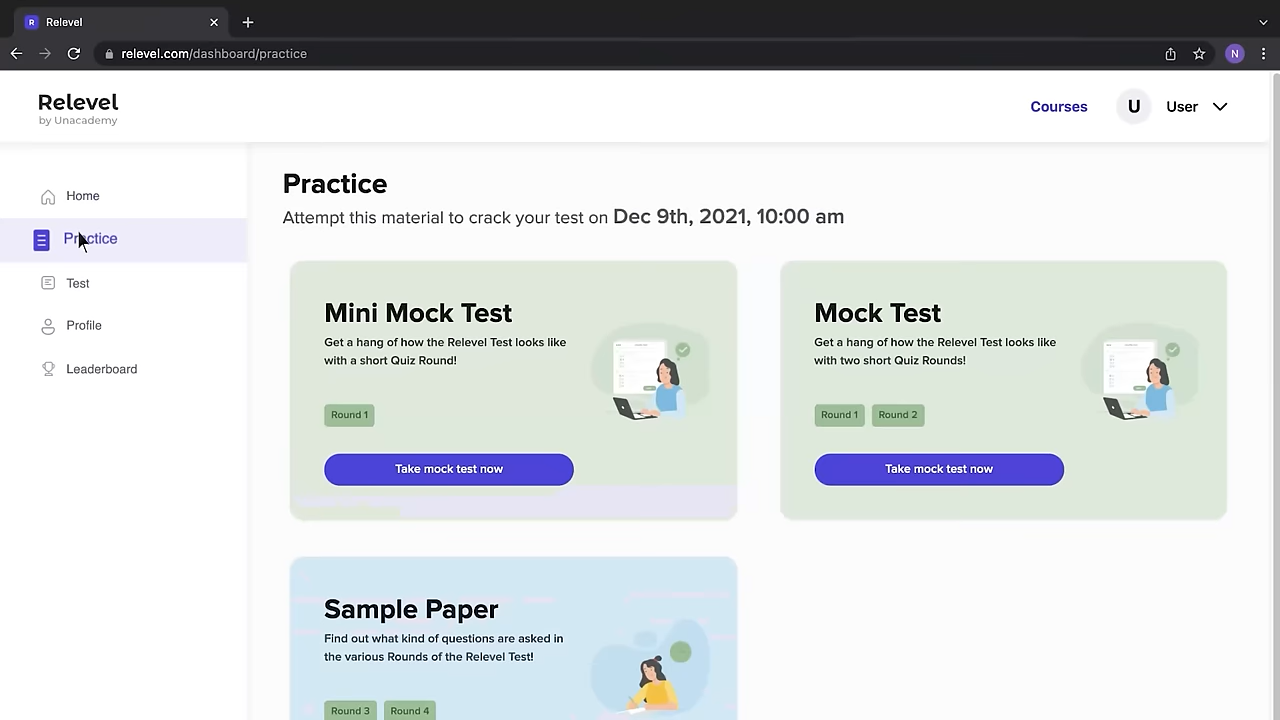 R Relevel
relevel.com/dashboard/practice
N
Relevel
by Unacademy
Courses
U
User
Home
Practice
Test
Profile
Leaderboard
Practice
Attempt this material to crack your test on Dec 9th, 2021, 10:00 am
Mini Mock Test
Get a hang of how the Relevel Test looks like
with a short Quiz Round!
Round 1
Take mock test now
Mock Test
Get a hang of how the Relevel Test looks like
with two short Quiz Rounds!
Round 1 Round 2
Take mock test now
Sample Paper
Find out what kind of questions are asked in
the various Rounds of the Relevel Test!
Round 3 Round 4